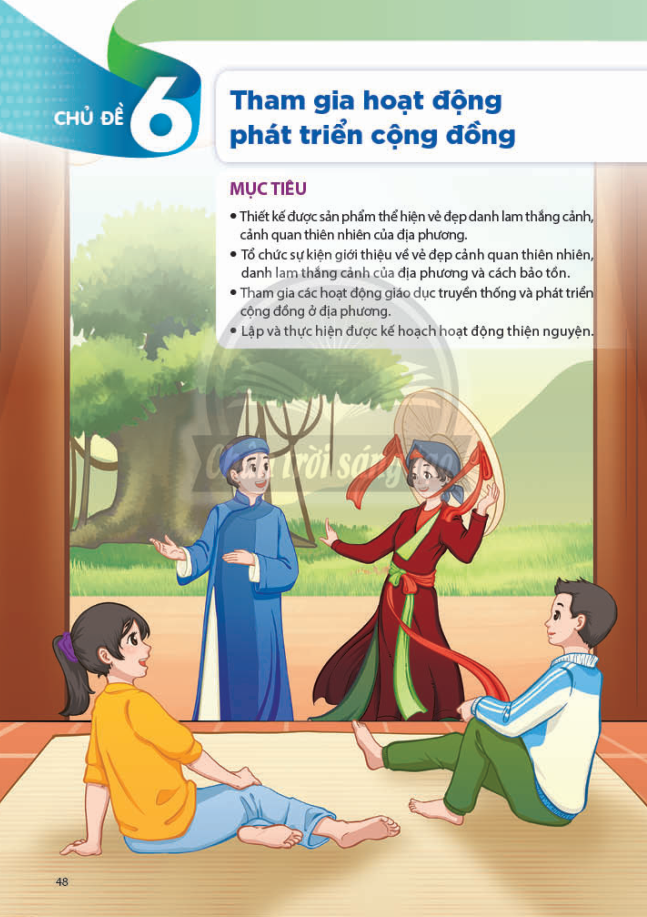 CHỦ ĐỀ 6
Tham gia hoạt động
phát triển cộng đồng
MỤC TIÊU
• Thiết kế được sản phẩm thể hiện vẻ đẹp danh lam thắng cảnh,
cảnh quan thiên nhiên của địa phương.
• Tổ chức sự kiện giới thiệu về vẻ đẹp cảnh quan thiên nhiên,
danh lam thắng cảnh của địa phương và cách bảo tồn.
• Tham gia các hoạt động giáo dục truyền thống và phát triển
cộng đồng ở địa phương.
• Lập và thực hiện được kế hoạch hoạt động thiện nguyện.
Chân trời sáng tạo
48